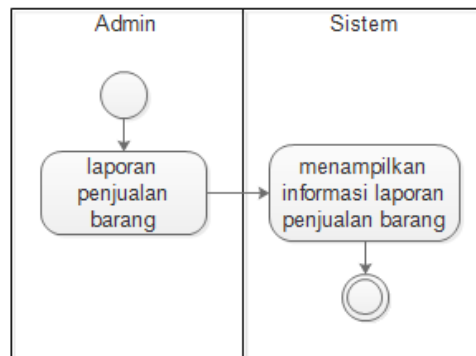 Admin
Sistem
laporan
penjualan
barang
menampilkan
informasi laporan
penjualan barang